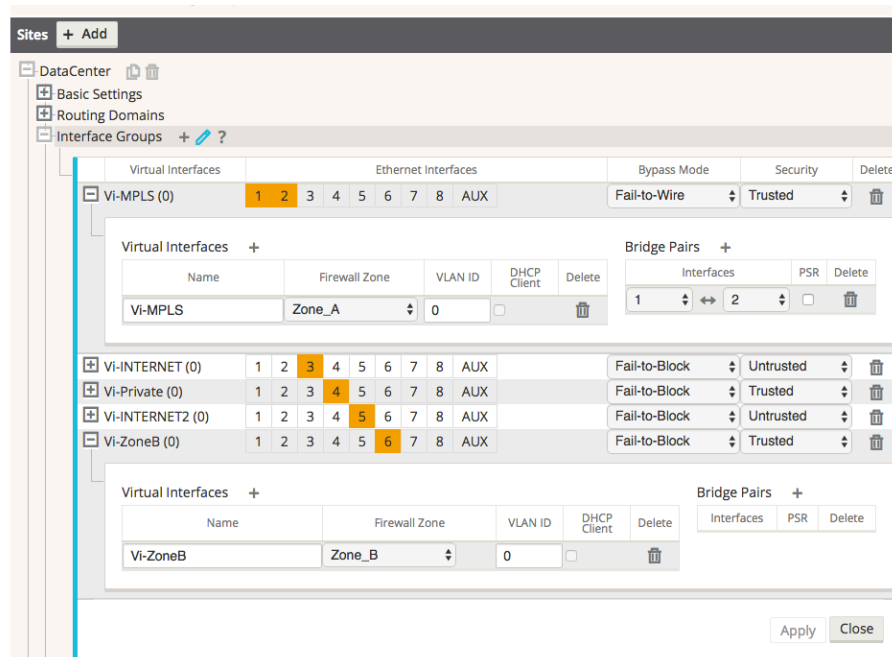 Sites + Add
DataCenter
Basic Settings
Routing Domains
Interface Groups + ?
Virtual Interfaces Ethernet Interfaces Bypass Mode Security Delete
Vi-MPLS (0) 1 2 3 4 5 6 7 8 AUX Fail-to-Wire Trusted
Virtual Interfaces + Bridge Pairs +
Name Firewall Zone VLAN ID DHCP Client Delete Interfaces PSR Delete
Vi-MPLS Zone_A 0 1 ↔ 2
Vi-INTERNET (0) 1 2 3 4 5 6 7 8 AUX Fail-to-Block Untrusted
Vi-Private (0) 1 2 3 4 5 6 7 8 AUX Fail-to-Block Trusted
Vi-INTERNET2 (0) 1 2 3 4 5 6 7 8 AUX Fail-to-Block Untrusted
Vi-ZoneB (0) 1 2 3 4 5 6 7 8 AUX Fail-to-Block Trusted
Virtual Interfaces + Bridge Pairs +
Name Firewall Zone VLAN ID DHCP Client Delete Interfaces PSR Delete
Vi-ZoneB Zone_B 0
Apply Close